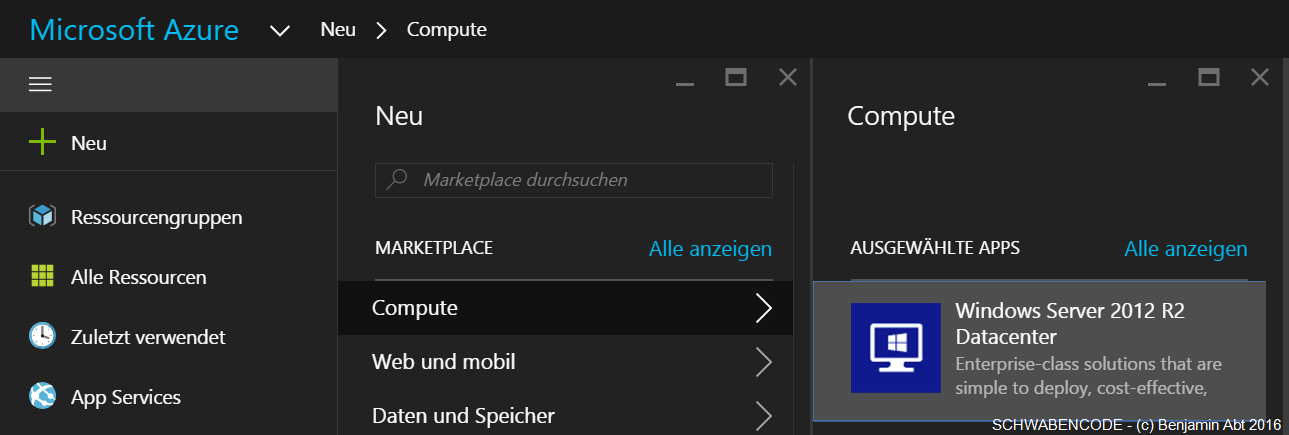 Microsoft Azure Neu Compute
Neu
Ressourcengruppen
Alle Ressourcen
Zuletzt verwendet
App Services
Neu
Marketplace durchsuchen
MARKETPLACE Alle anzeigen
Compute
Web und mobil
Daten und Speicher
Compute
AUSGEWÄHLTE APPS Alle anzeigen
Windows Server 2012 R2
Datacenter
Enterprise-class solutions that are
simple to deploy, cost-effective,
SCHWABENCODE - (c) Benjamin Abt 2016